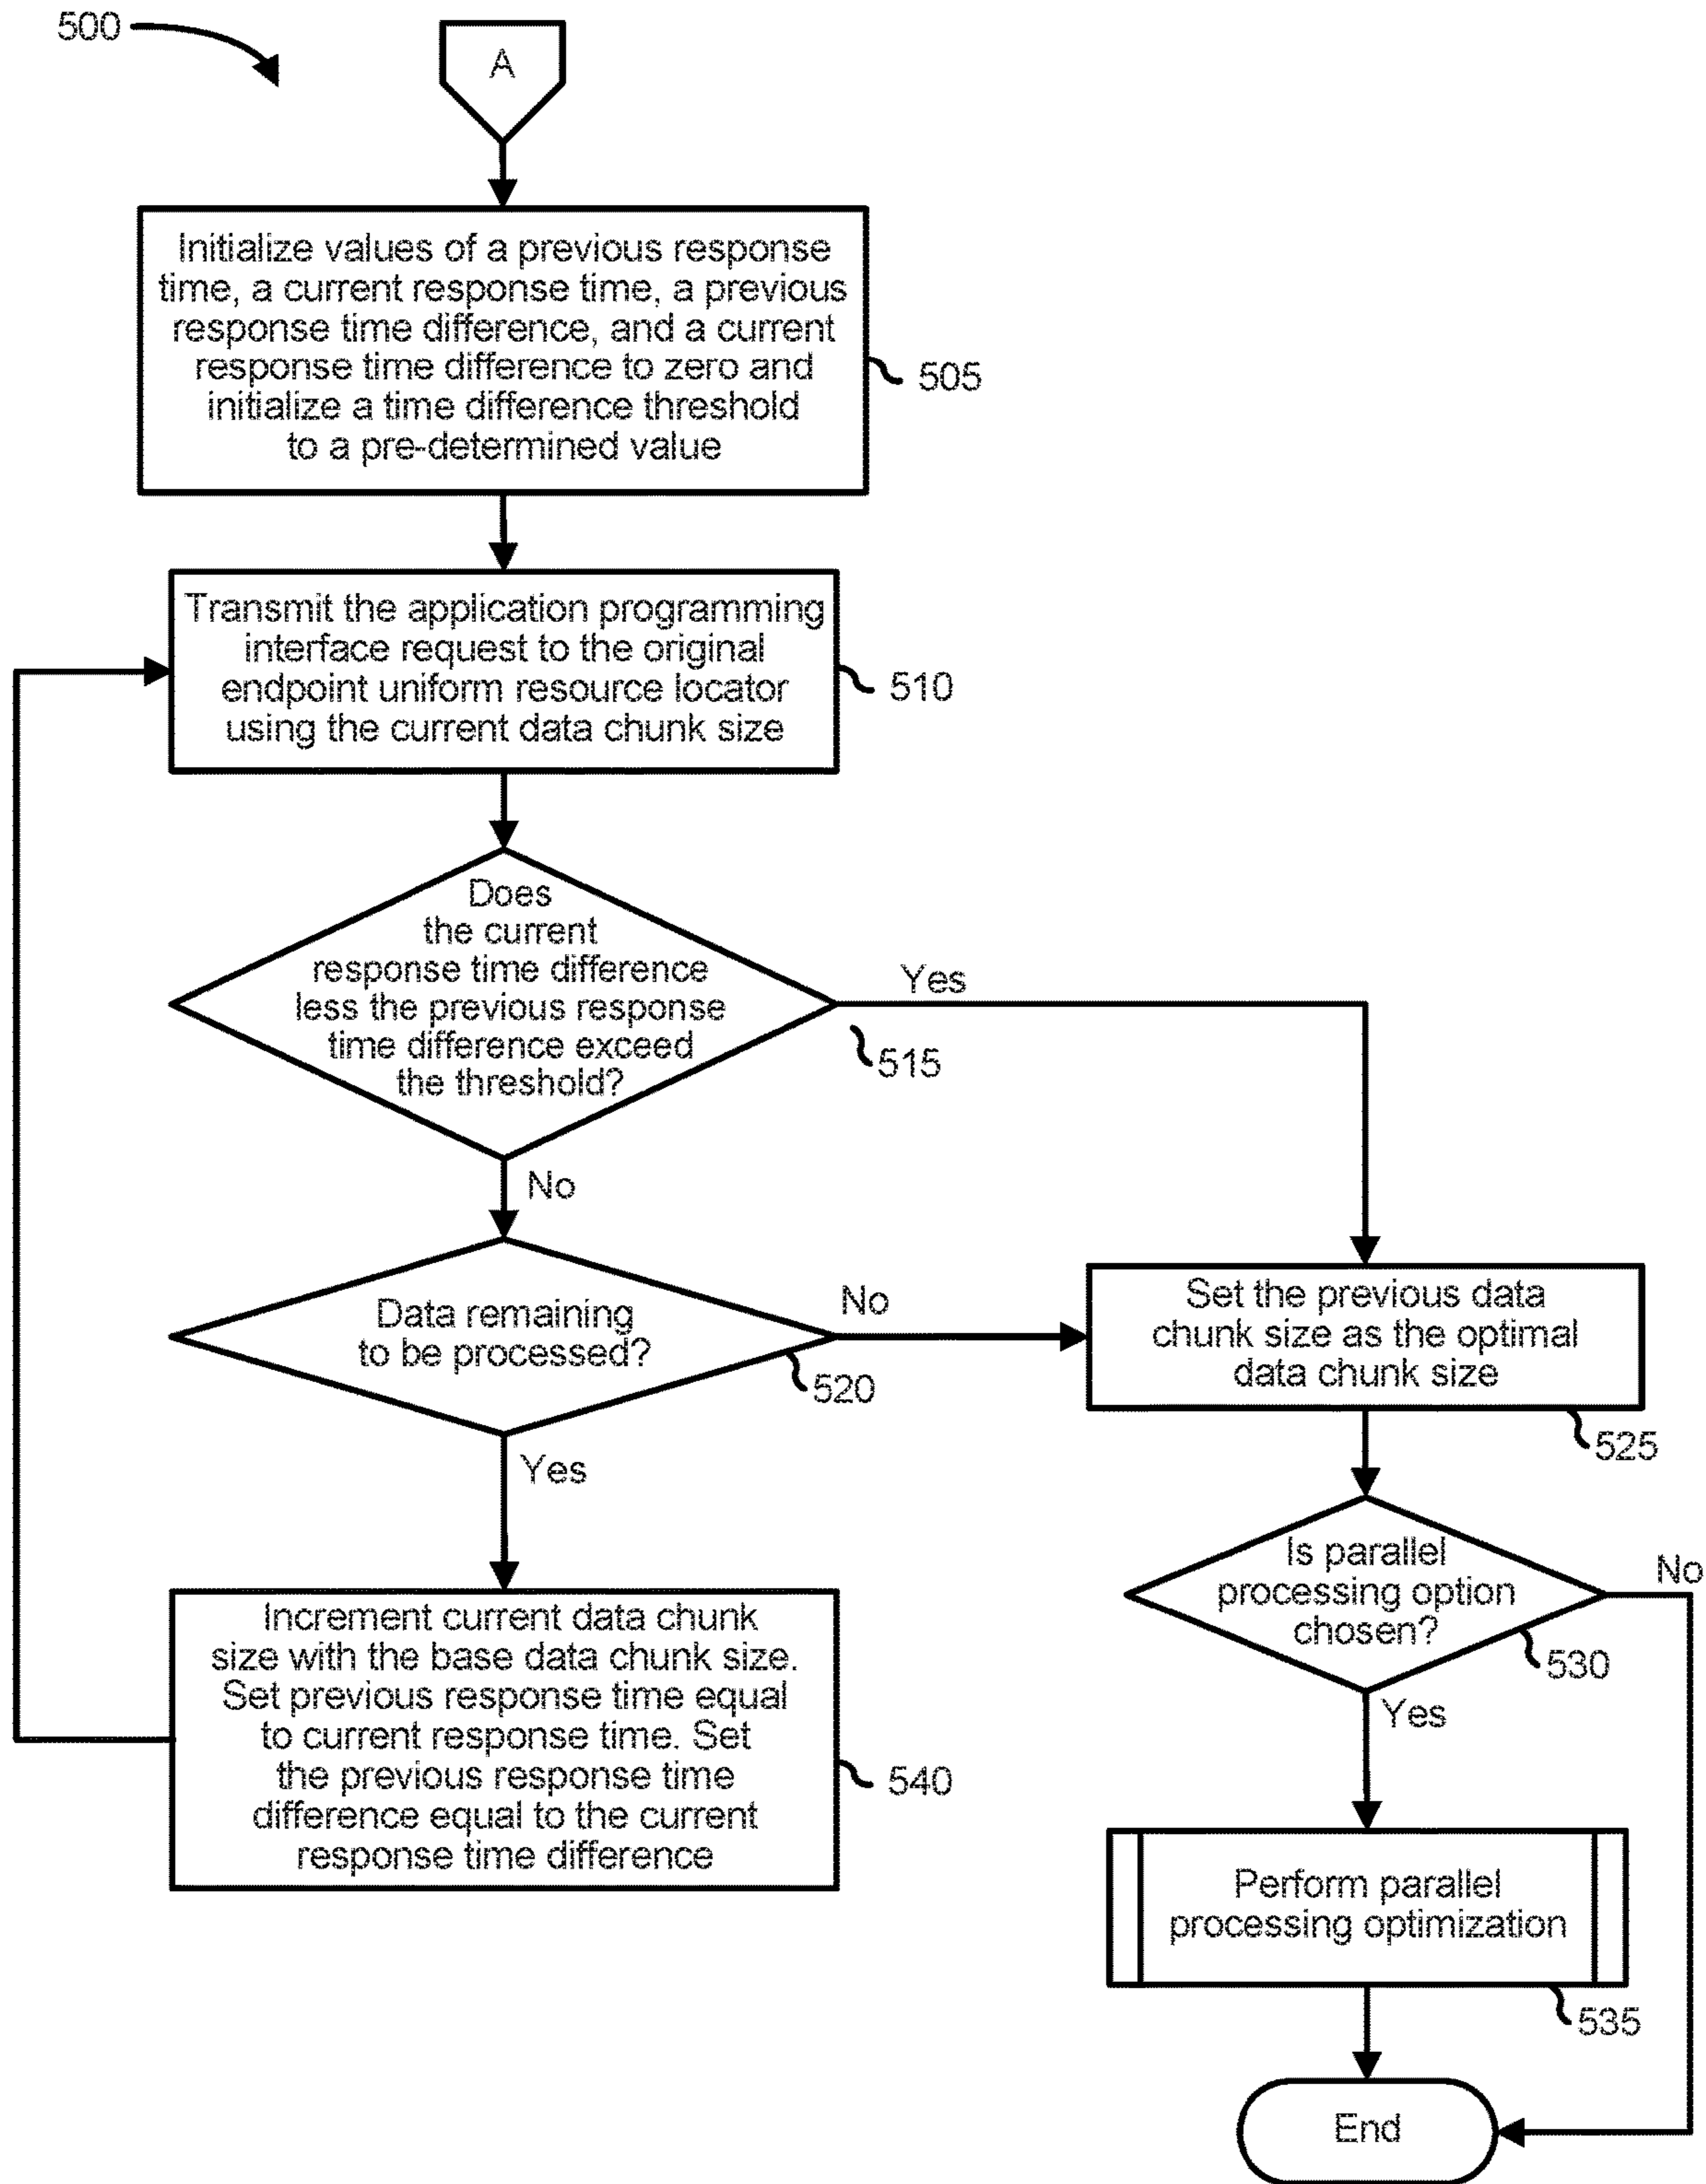 500
A
Initialize values of a previous response
time, a current response time, a previous
response time difference, and a current
response time difference to zero and
initialize a time difference threshold
to a pre-determined value
505
Transmit the application programming
interface request to the original
endpoint uniform resource locator
using the current data chunk size
510
Does
the current
response time difference
less the previous response
time difference exceed
the threshold?
Yes
515
No
Data remaining
to be processed?
No
520
Set the previous data
chunk size as the optimal
data chunk size
525
Yes
Is parallel
processing option
chosen?
No
530
Yes
Increment current data chunk
size with the base data chunk size.
Set previous response time equal
to current response time. Set
the previous response time
difference equal to the current
response time difference
540
Perform parallel
processing optimization
535
End